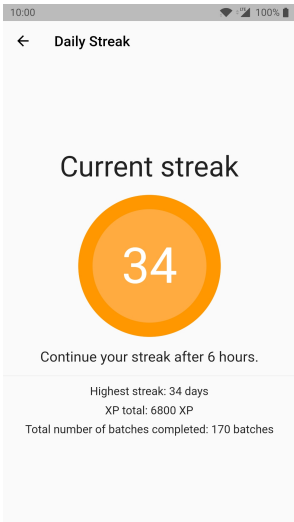 10:00
LTE
100%
Daily Streak
Current streak
34
Continue your streak after 6 hours.
Highest streak: 34 days
XP total: 6800 XP
Total number of batches completed: 170 batches